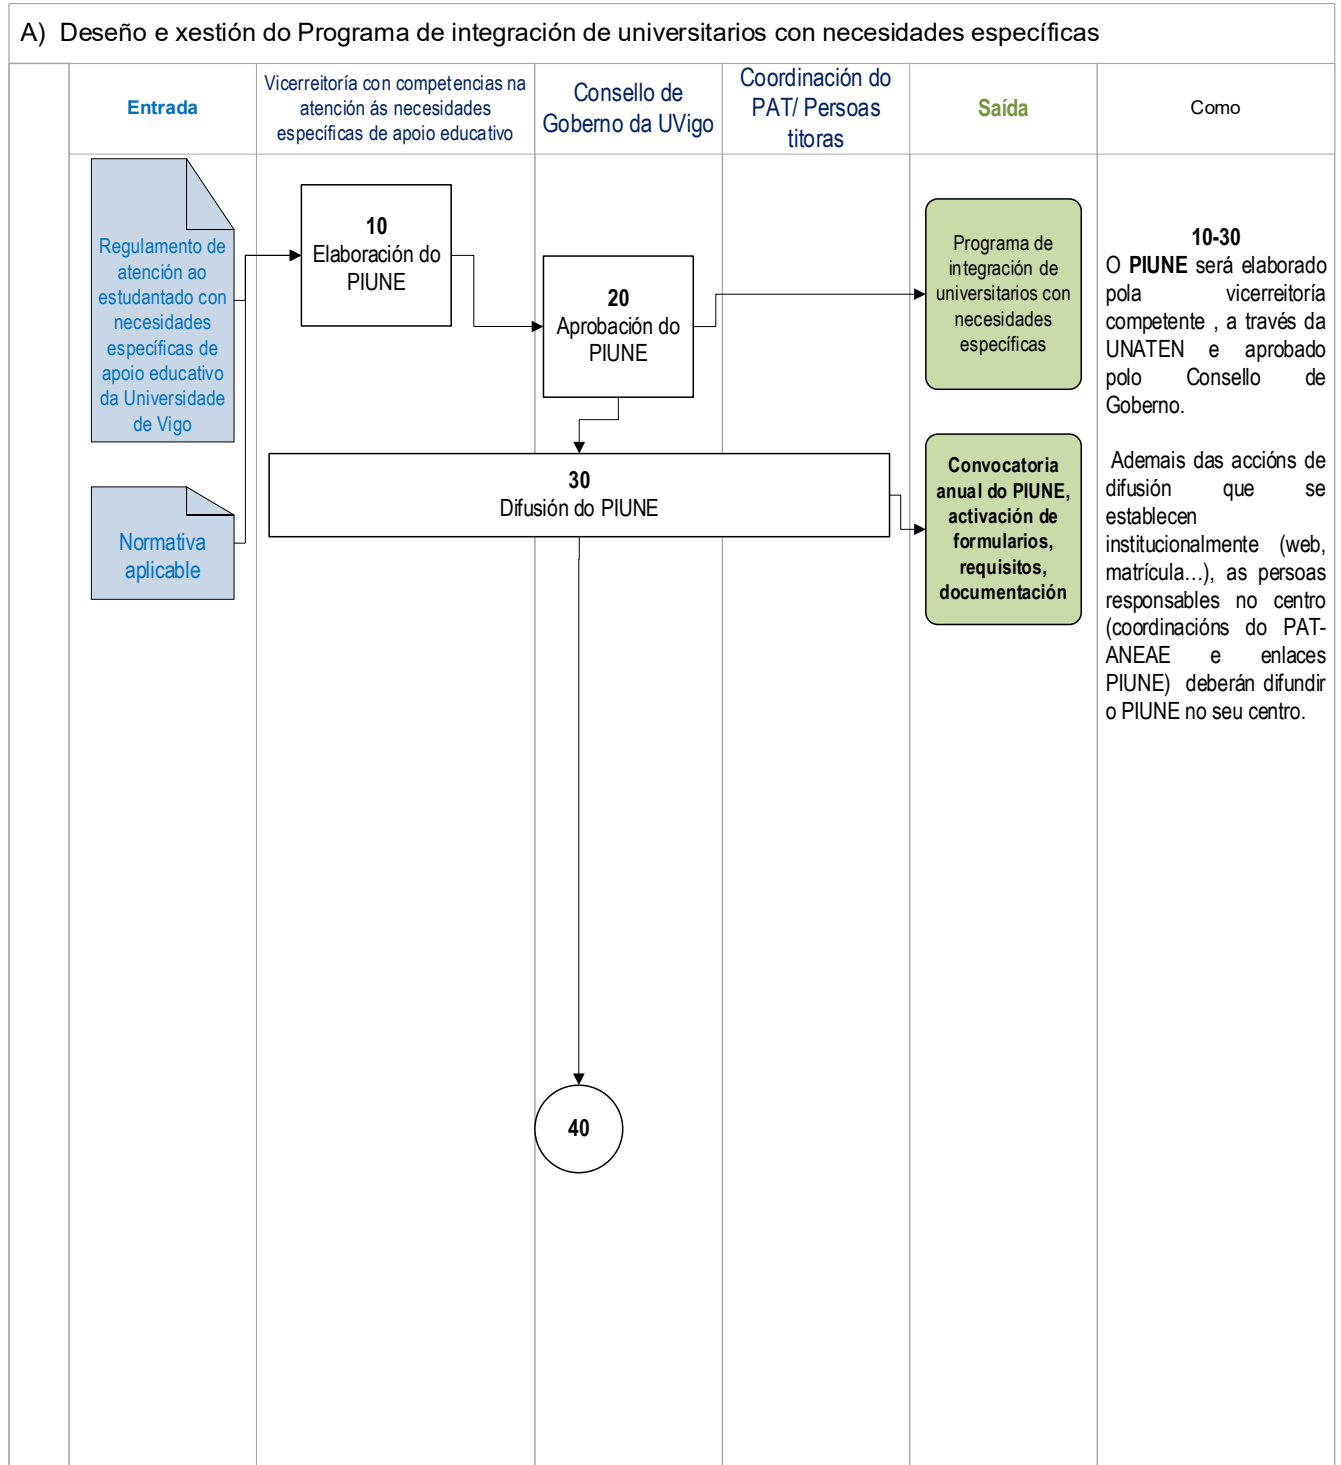 A) Deseño e xestión do Programa de integración de universitarios con necesidades específicas
Entrada
Vicerreitoría con competencias na
atención ás necesidades
específicas de apoio educativo
Consello de
Goberno da UVigo
Coordinación do
PAT/ Persoas
titoras
Saída
Como
Regulamento de
atención ao
estudantado con
necesidades
específicas de
apoio educativo
da Universidade
de Vigo
Normativa
aplicable
10
Elaboración do
PIUNE
20
Aprobación do
PIUNE
30
Difusión do PIUNE
40
Programa de
integración de
universitarios con
necesidades
específicas
Convocatoria
anual do PIUNE,
activación de
formularios,
requisitos,
documentación
10-30
O PIUNE será elaborado
pola vicerreitoría
competente , a través da
UNATEN e aprobado
polo Consello de
Goberno.
Ademais das accións de
difusión que se
establecen
institucionalmente (web,
matrícula…), as persoas
responsables no centro
(coordinacións do PAT-
ANEAE e enlaces
PIUNE) deberán difundir
o PIUNE no seu centro.